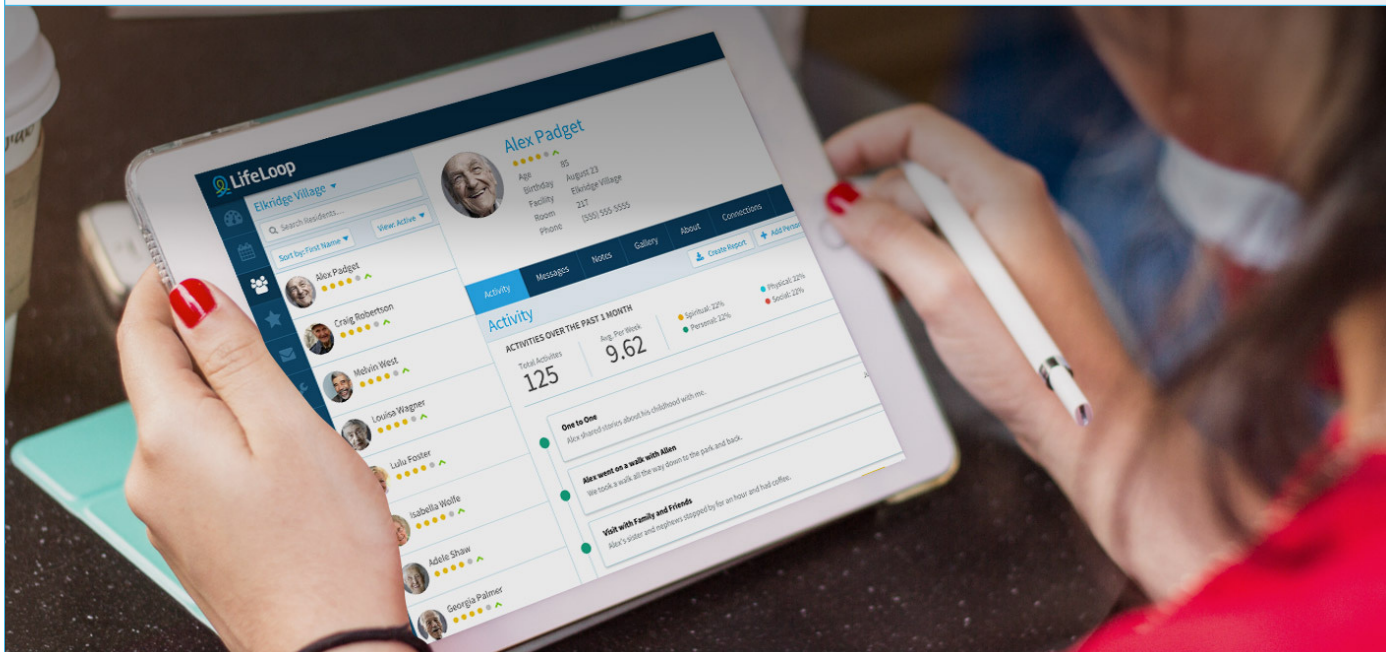 LifeLoop
Elkridge Village
Search Residents...
Sort by: First Name
View: Active
Alex Padget
Craig Robertson
Melvin West
Louisa Wagner
Lulu Foster
Isabella Wolfe
Adele Shaw
Georgia Palmer
Alex Padget
Age 85
Birthday August 23
Facility Elkridge Village
Room 217
Phone (555) 555-5555
Activity Messages Notes Gallery About Connections
Activity
Create Report
Add Person
ACTIVITIES OVER THE PAST 1 MONTH
Total Activites
125
Avg. Per Week
9.62
Spiritual: 22%
Personal: 22%
Physical: 22%
Social: 22%
One to One
Alex shared stories about his childhood with me.
Alex went on a walk with Allen
We took a walk all the way down to the park and back.
Visit with Family and Friends
Alex's sister and nephews stopped by for an hour and had coffee.